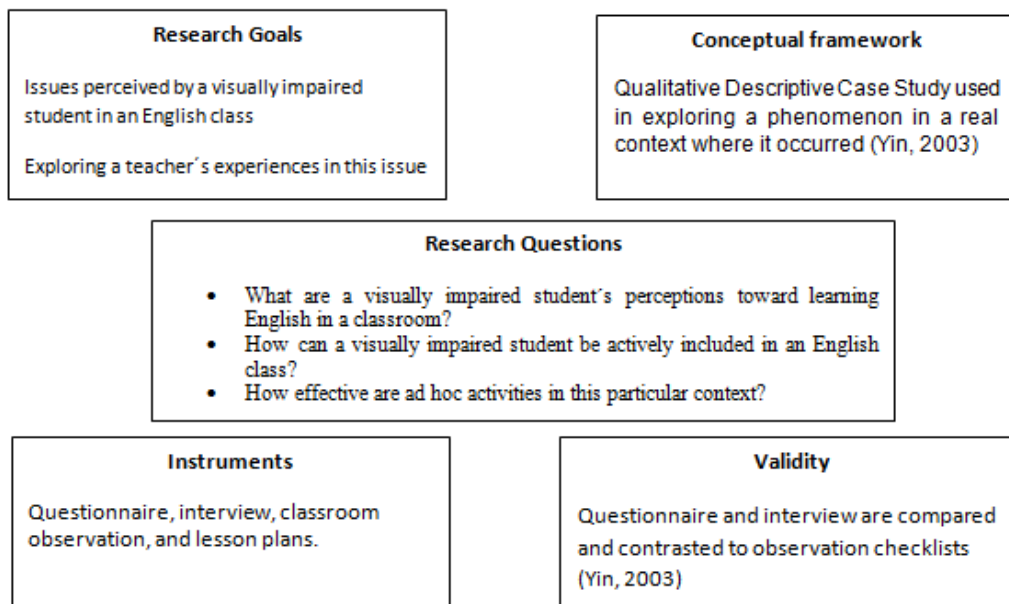 Research Goals
Issues perceived by a visually impaired
student in an English class
Exploring a teacher´s experiences in this issue
Conceptual framework
Qualitative Descriptive Case Study used
in exploring a phenomenon in a real
context where it occurred (Yin, 2003)
Research Questions
• What are a visually impaired student´s perceptions toward learning
English in a classroom?
• How can a visually impaired student be actively included in an English
class?
• How effective are ad hoc activities in this particular context?
Instruments
Questionnaire, interview, classroom
observation, and lesson plans.
Validity
Questionnaire and interview are compared
and contrasted to observation checklists
(Yin, 2003)